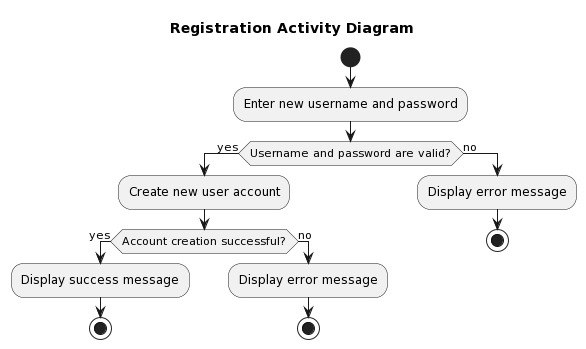 Registration Activity Diagram
Enter new username and password
yes
Username and password are valid?
no
Create new user account
Display error message
yes
Account creation successful?
no
Display success message
Display error message